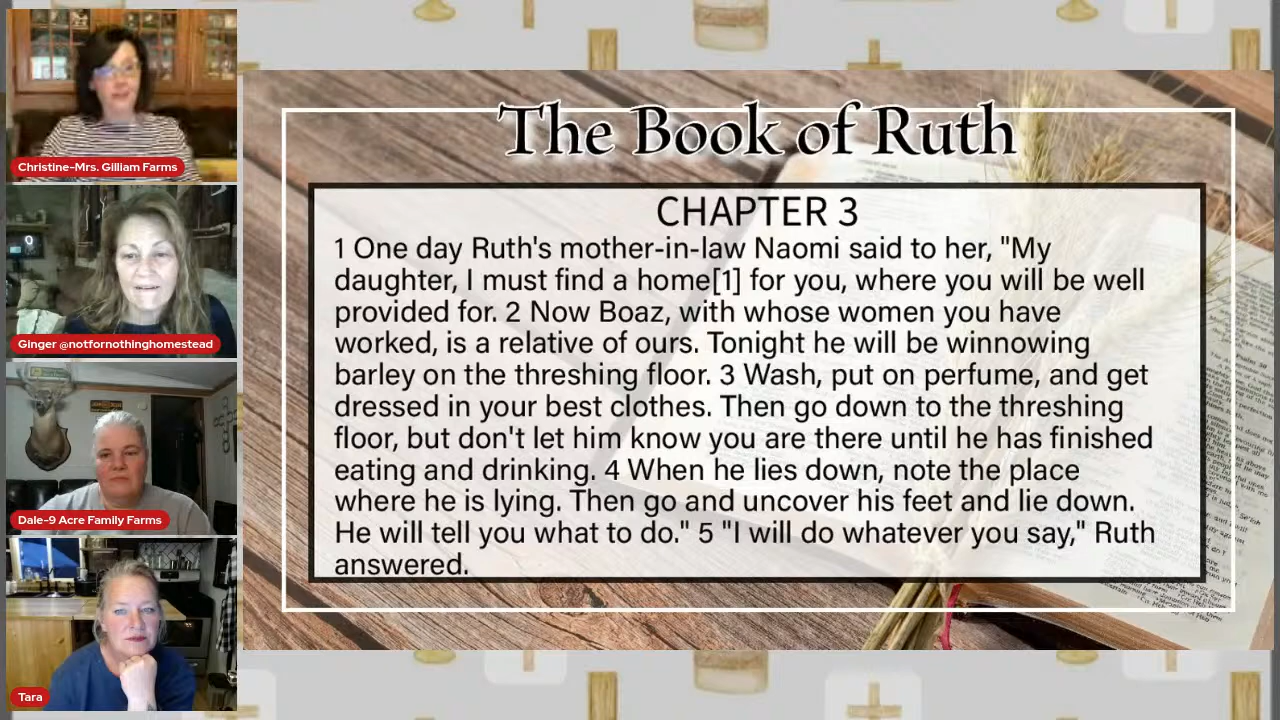 Christine-Mrs. Gilliam Farms
Ginger @notfornothinghomestead
Dale-9 Acre Family Farms
Tara
The Book of Ruth
CHAPTER 3
1 One day Ruth's mother-in-law Naomi said to her, "My
daughter, I must find a home[1] for you, where you will be well
provided for. 2 Now Boaz, with whose women you have
worked, is a relative of ours. Tonight he will be winnowing
barley on the threshing floor. 3 Wash, put on perfume, and get
dressed in your best clothes. Then go down to the threshing
floor, but don't let him know you are there until he has finished
eating and drinking. 4 When he lies down, note the place
where he is lying. Then go and uncover his feet and lie down.
He will tell you what to do." 5 "I will do whatever you say," Ruth
answered.